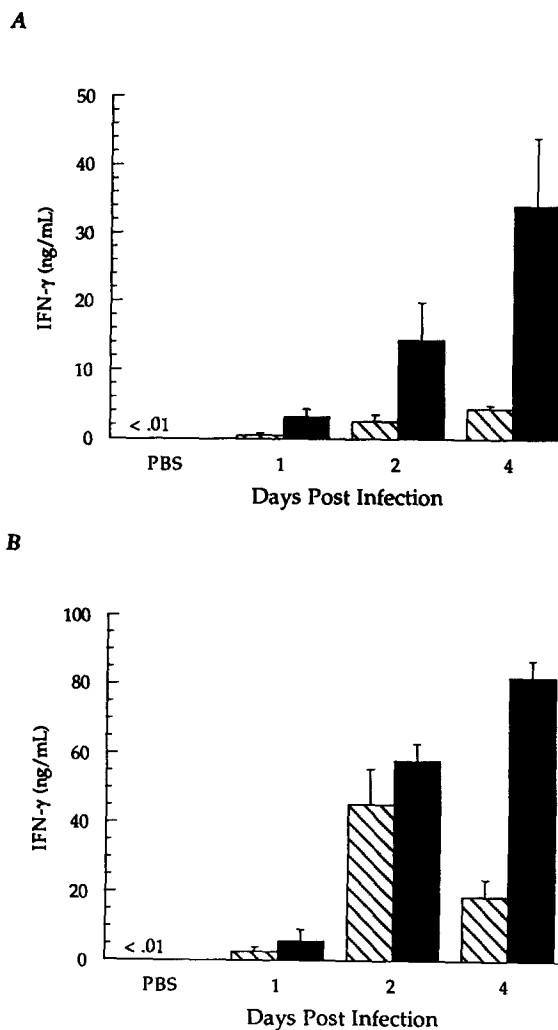 A
50
40
30
20
10
0
IFN-γ (ng/mL)
< .01
PBS
1
2
4
Days Post Infection
B
100
80
60
40
20
0
IFN-γ (ng/mL)
< .01
PBS
1
2
4
Days Post Infection